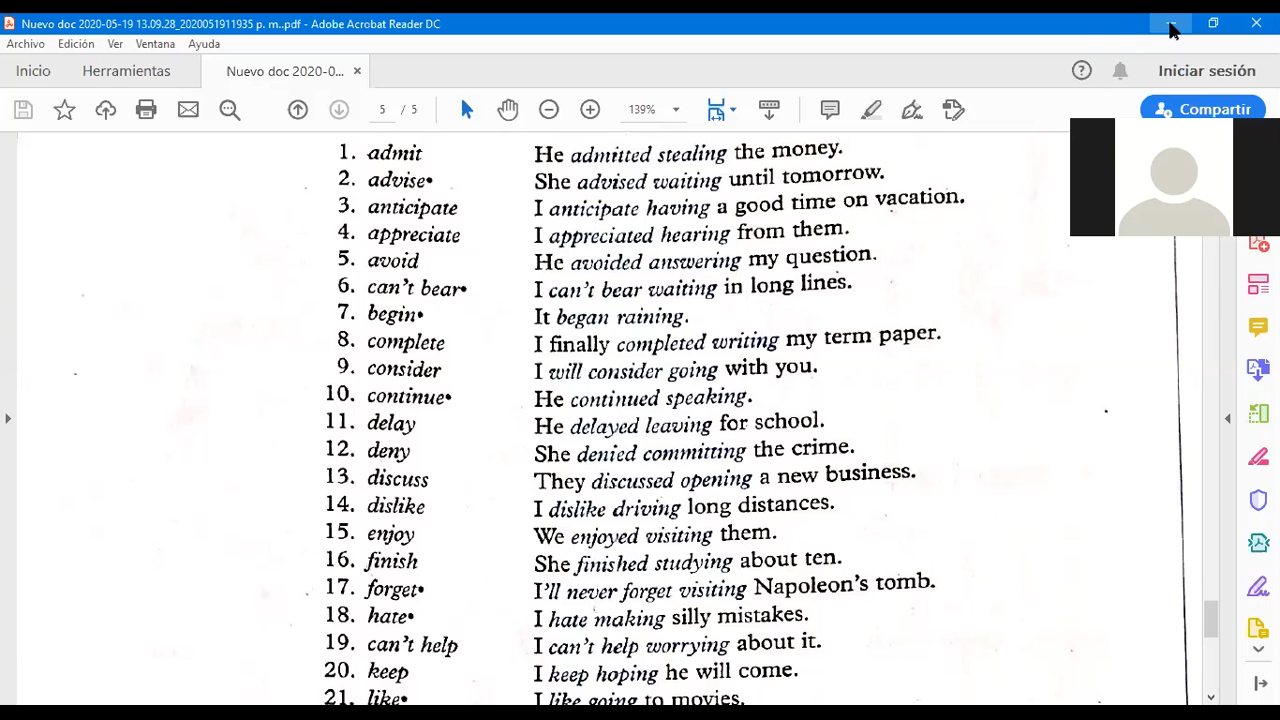 Nuevo doc 2020-05-19 13.09.28_2020051911935 p. m..pdf - Adobe Acrobat Reader DC
Archivo Edición Ver Ventana Ayuda
Inicio Herramientas Nuevo doc 2020-0... × Iniciar sesión
5 / 5 139% Compartir
1. admit He admitted stealing the money.
2. advise• She advised waiting until tomorrow.
3. anticipate I anticipate having a good time on vacation.
4. appreciate I appreciated hearing from them.
5. avoid He avoided answering my question.
6. can't bear• I can't bear waiting in long lines.
7. begin• It began raining.
8. complete I finally completed writing my term paper.
9. consider I will consider going with you.
10. continue• He continued speaking.
11. delay He delayed leaving for school.
12. deny She denied committing the crime.
13. discuss They discussed opening a new business.
14. dislike I dislike driving long distances.
15. enjoy We enjoyed visiting them.
16. finish She finished studying about ten.
17. forget• I'll never forget visiting Napoleon's tomb.
18. hate• I hate making silly mistakes.
19. can't help I can't help worrying about it.
20. keep I keep hoping he will come.
21. like• I like going to movies.